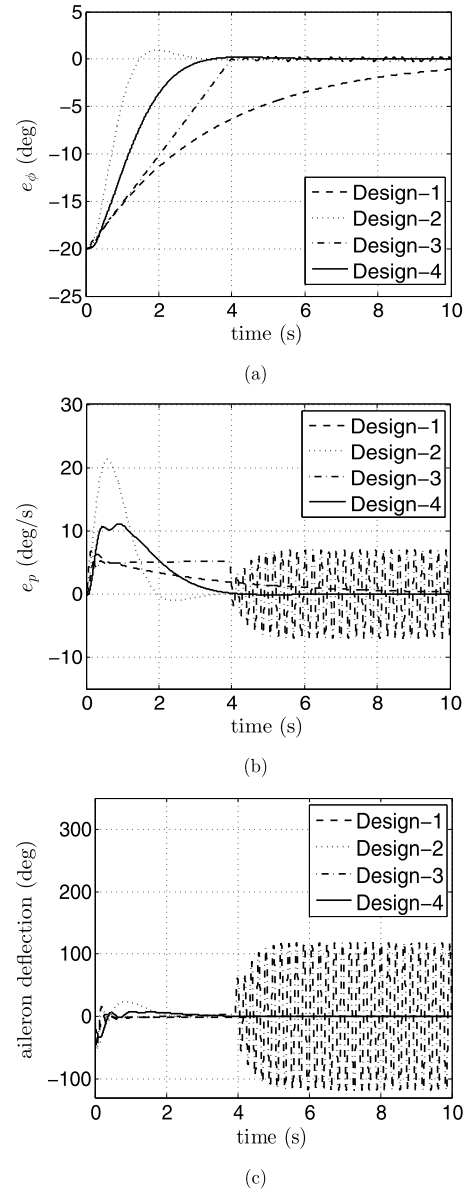 5
0
−5
−10
−15
−20
−25
e_ϕ (deg)
Design−1
Design−2
Design−3
Design−4
0 2 4 6 8 10
time (s)
(a)
30
20
10
0
−10
e_p (deg/s)
Design−1
Design−2
Design−3
Design−4
0 2 4 6 8 10
time (s)
(b)
300
200
100
0
−100
aileron deflection (deg)
Design−1
Design−2
Design−3
Design−4
0 2 4 6 8 10
time (s)
(c)